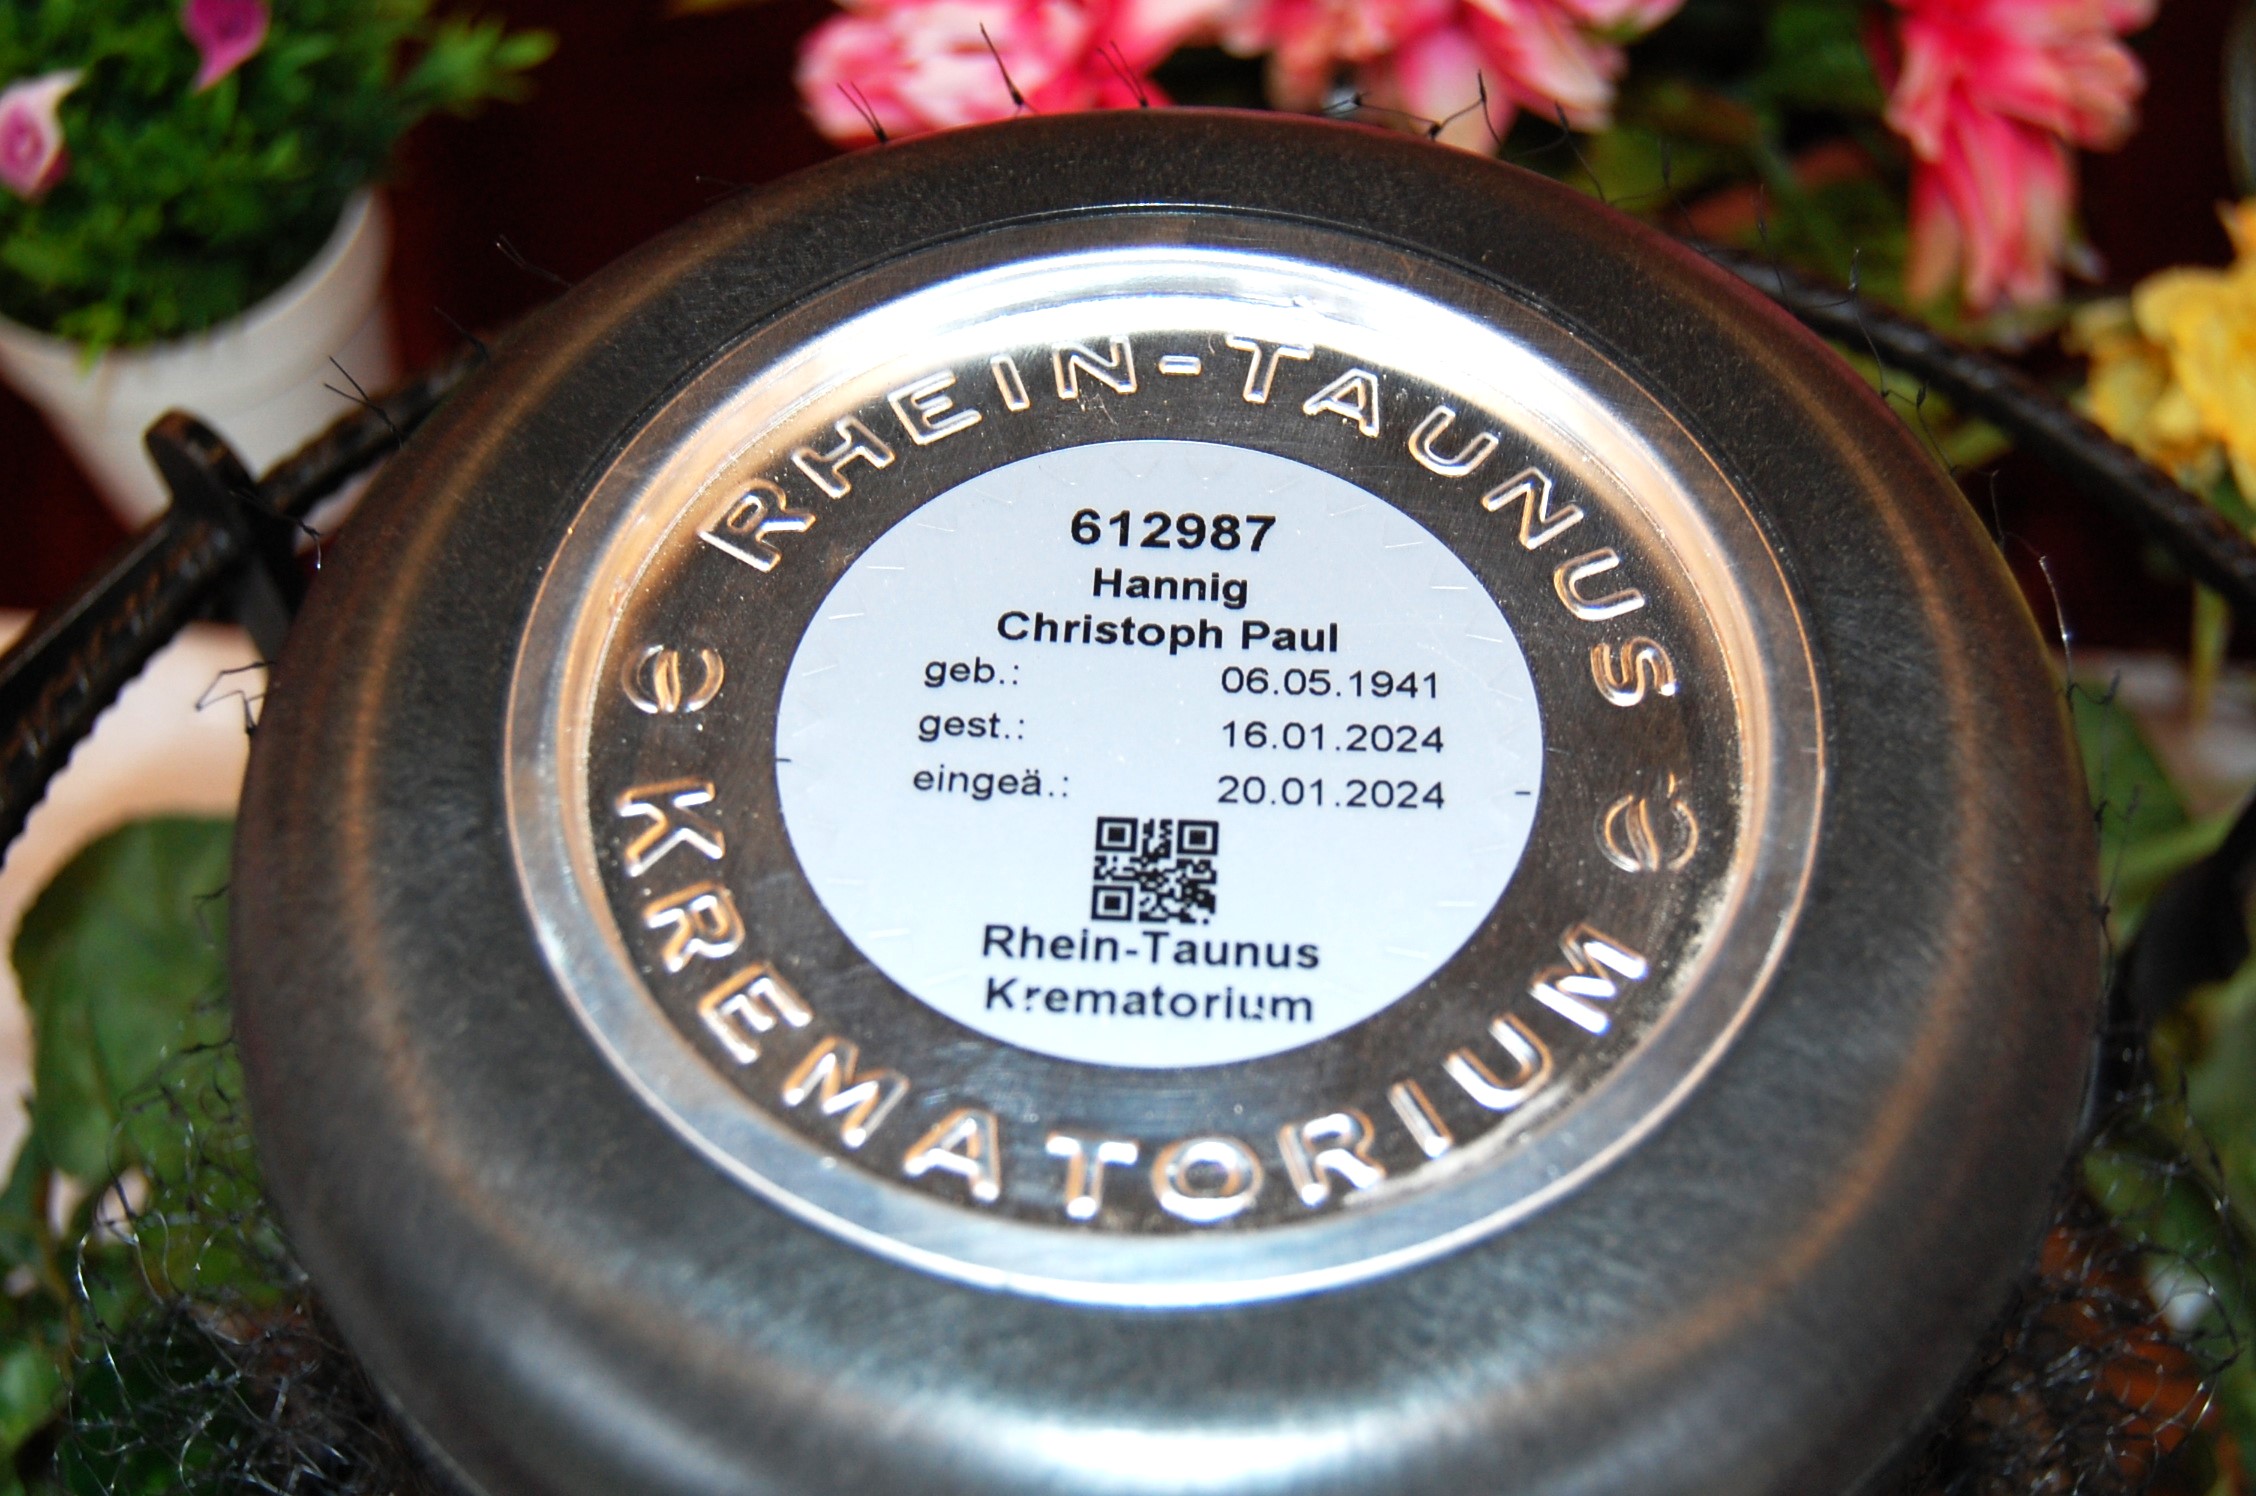 RHEIN-TAUNUS
612987
Hannig
Christoph Paul
geb.: 06.05.1941
gest.: 16.01.2024
eingeä.: 20.01.2024
Rhein-Taunus
Krematorium
KREMATORIUM